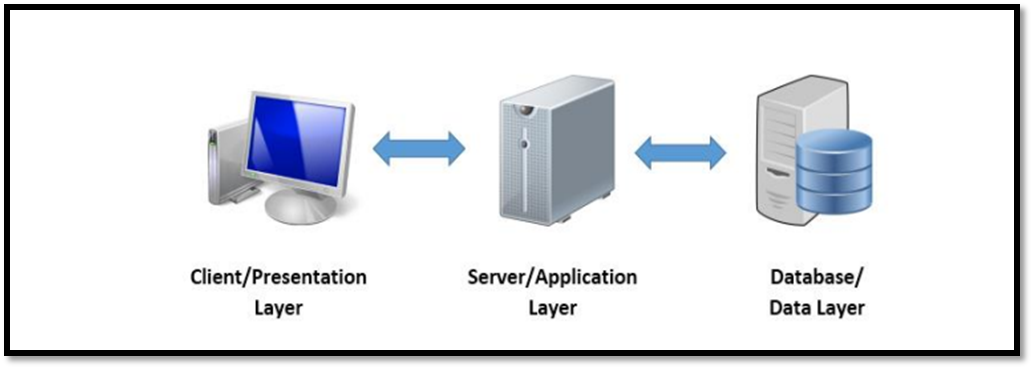 Client/Presentation
Layer
Server/Application
Layer
Database/
Data Layer